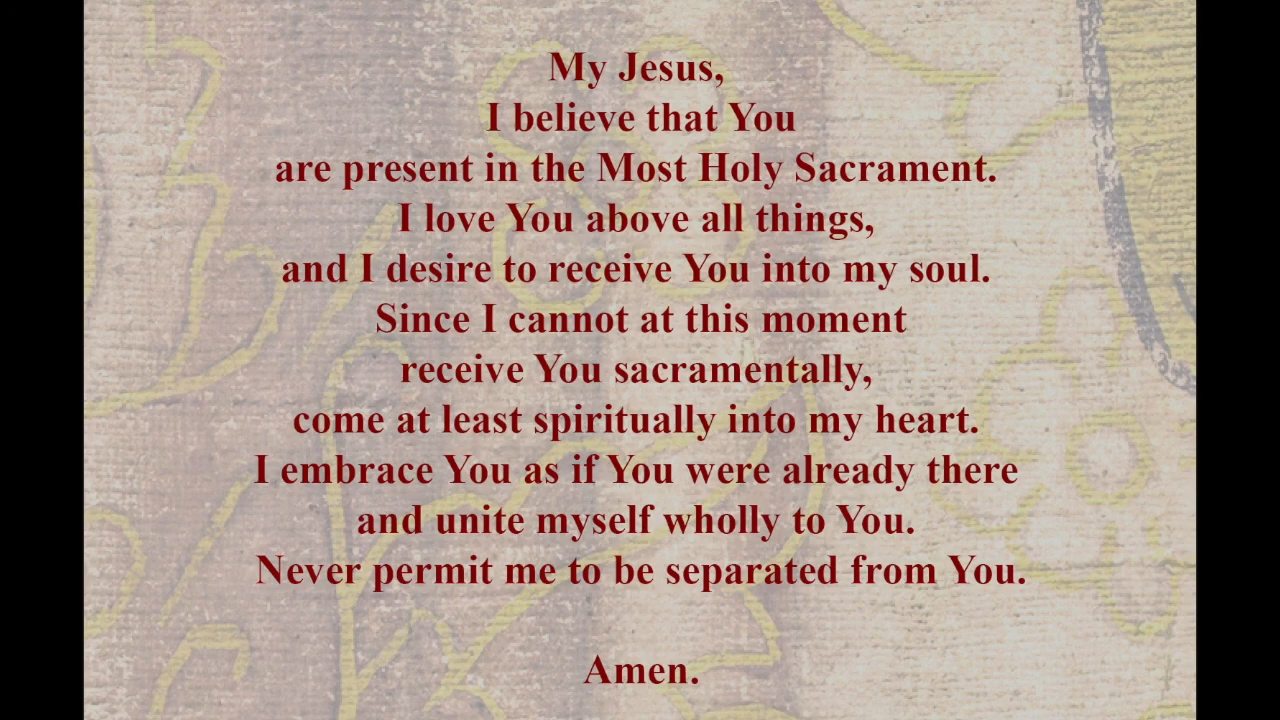 My Jesus,
I believe that You
are present in the Most Holy Sacrament.
I love You above all things,
and I desire to receive You into my soul.
Since I cannot at this moment
receive You sacramentally,
come at least spiritually into my heart.
I embrace You as if You were already there
and unite myself wholly to You.
Never permit me to be separated from You.
Amen.